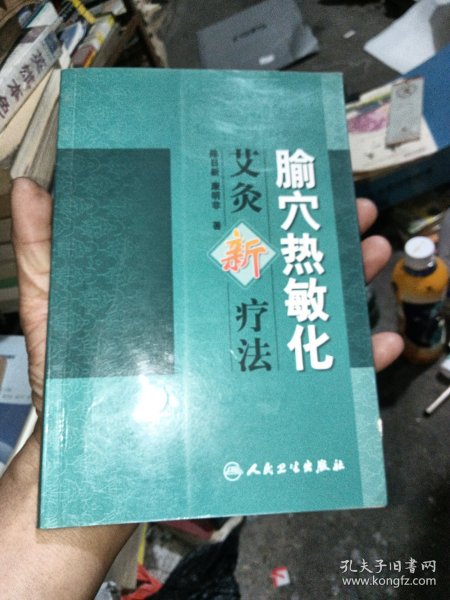 腧穴热敏化
艾灸新疗法
陈日新 康明非 著
人民卫生出版社
孔夫子旧书网
www.kongfz.com